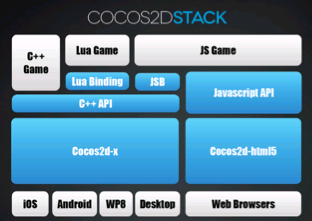 COCOS2DSTACK
C++
Game
Lua Game
JS Game
Lua Binding
JSB
Javascript API
C++ API
Cocos2d-x
Cocos2d-html5
iOS
Android
WP8
Desktop
Web Browsers